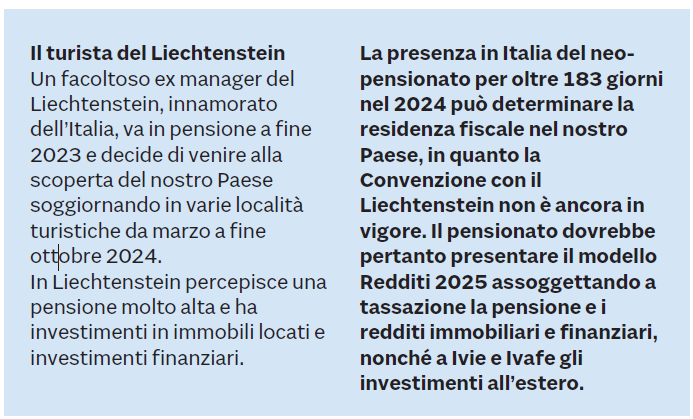 Il turista del Liechtenstein
Un facoltoso ex manager del
Liechtenstein, innamorato
dell’Italia, va in pensione a fine
2023 e decide di venire alla
scoperta del nostro Paese
soggiornando in varie località
turistiche da marzo a fine
ottobre 2024.
In Liechtenstein percepisce una
pensione molto alta e ha
investimenti in immobili locati e
investimenti finanziari.
La presenza in Italia del neo-
pensionato per oltre 183 giorni
nel 2024 può determinare la
residenza fiscale nel nostro
Paese, in quanto la
Convenzione con il
Liechtenstein non è ancora in
vigore. Il pensionato dovrebbe
pertanto presentare il modello
Redditi 2025 assoggettando a
tassazione la pensione e i
redditi immobiliari e finanziari,
nonché a Ivie e Ivafe gli
investimenti all’estero.